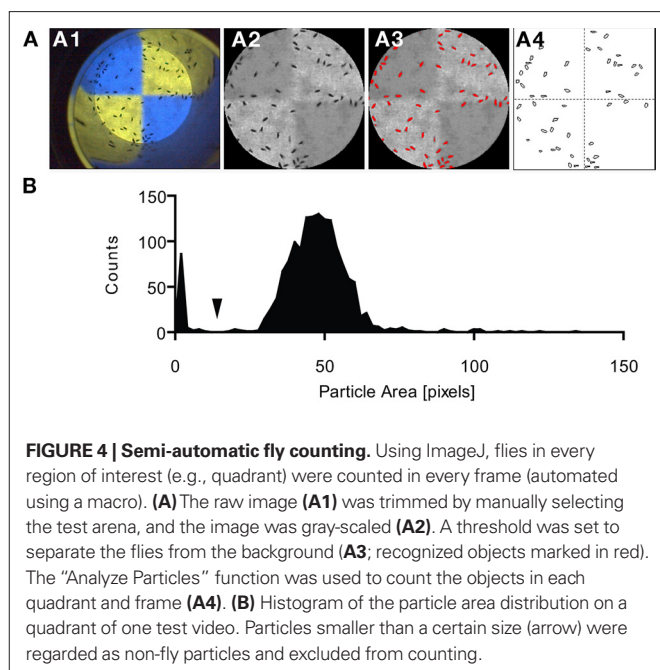 A A1 A2 A3 A4
B
150
100
50
0
Counts
0 50 100 150
Particle Area [pixels]
FIGURE 4 | Semi-automatic fly counting. Using ImageJ, flies in every
region of interest (e.g., quadrant) were counted in every frame (automated
using a macro). (A) The raw image (A1) was trimmed by manually selecting
the test arena, and the image was gray-scaled (A2). A threshold was set to
separate the flies from the background (A3; recognized objects marked in red).
The “Analyze Particles” function was used to count the objects in each
quadrant and frame (A4). (B) Histogram of the particle area distribution on a
quadrant of one test video. Particles smaller than a certain size (arrow) were
regarded as non-fly particles and excluded from counting.